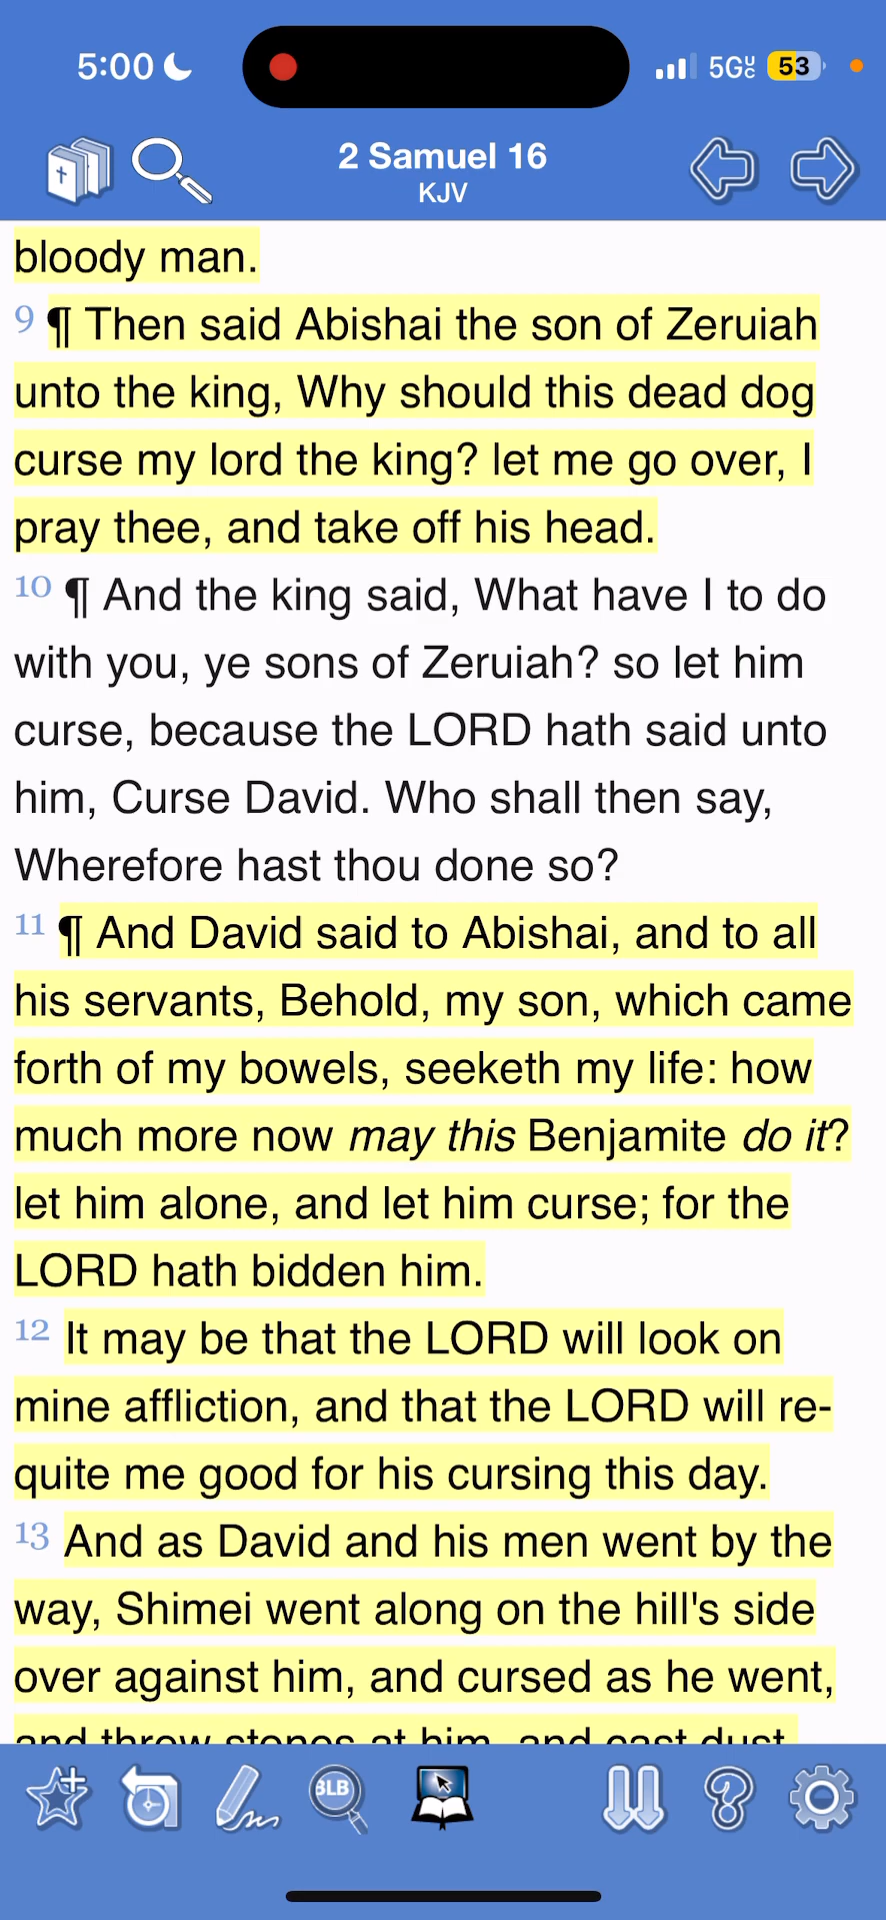 5:00
5G UC 53
2 Samuel 16
KJV
bloody man.
9 ¶ Then said Abishai the son of Zeruiah
unto the king, Why should this dead dog
curse my lord the king? let me go over, I
pray thee, and take off his head.
10 ¶ And the king said, What have I to do
with you, ye sons of Zeruiah? so let him
curse, because the LORD hath said unto
him, Curse David. Who shall then say,
Wherefore hast thou done so?
11 ¶ And David said to Abishai, and to all
his servants, Behold, my son, which came
forth of my bowels, seeketh my life: how
much more now may this Benjamite do it?
let him alone, and let him curse; for the
LORD hath bidden him.
12 It may be that the LORD will look on
mine affliction, and that the LORD will re-
quite me good for his cursing this day.
13 And as David and his men went by the
way, Shimei went along on the hill's side
over against him, and cursed as he went,
and threw stones at him, and cast dust.
BLB